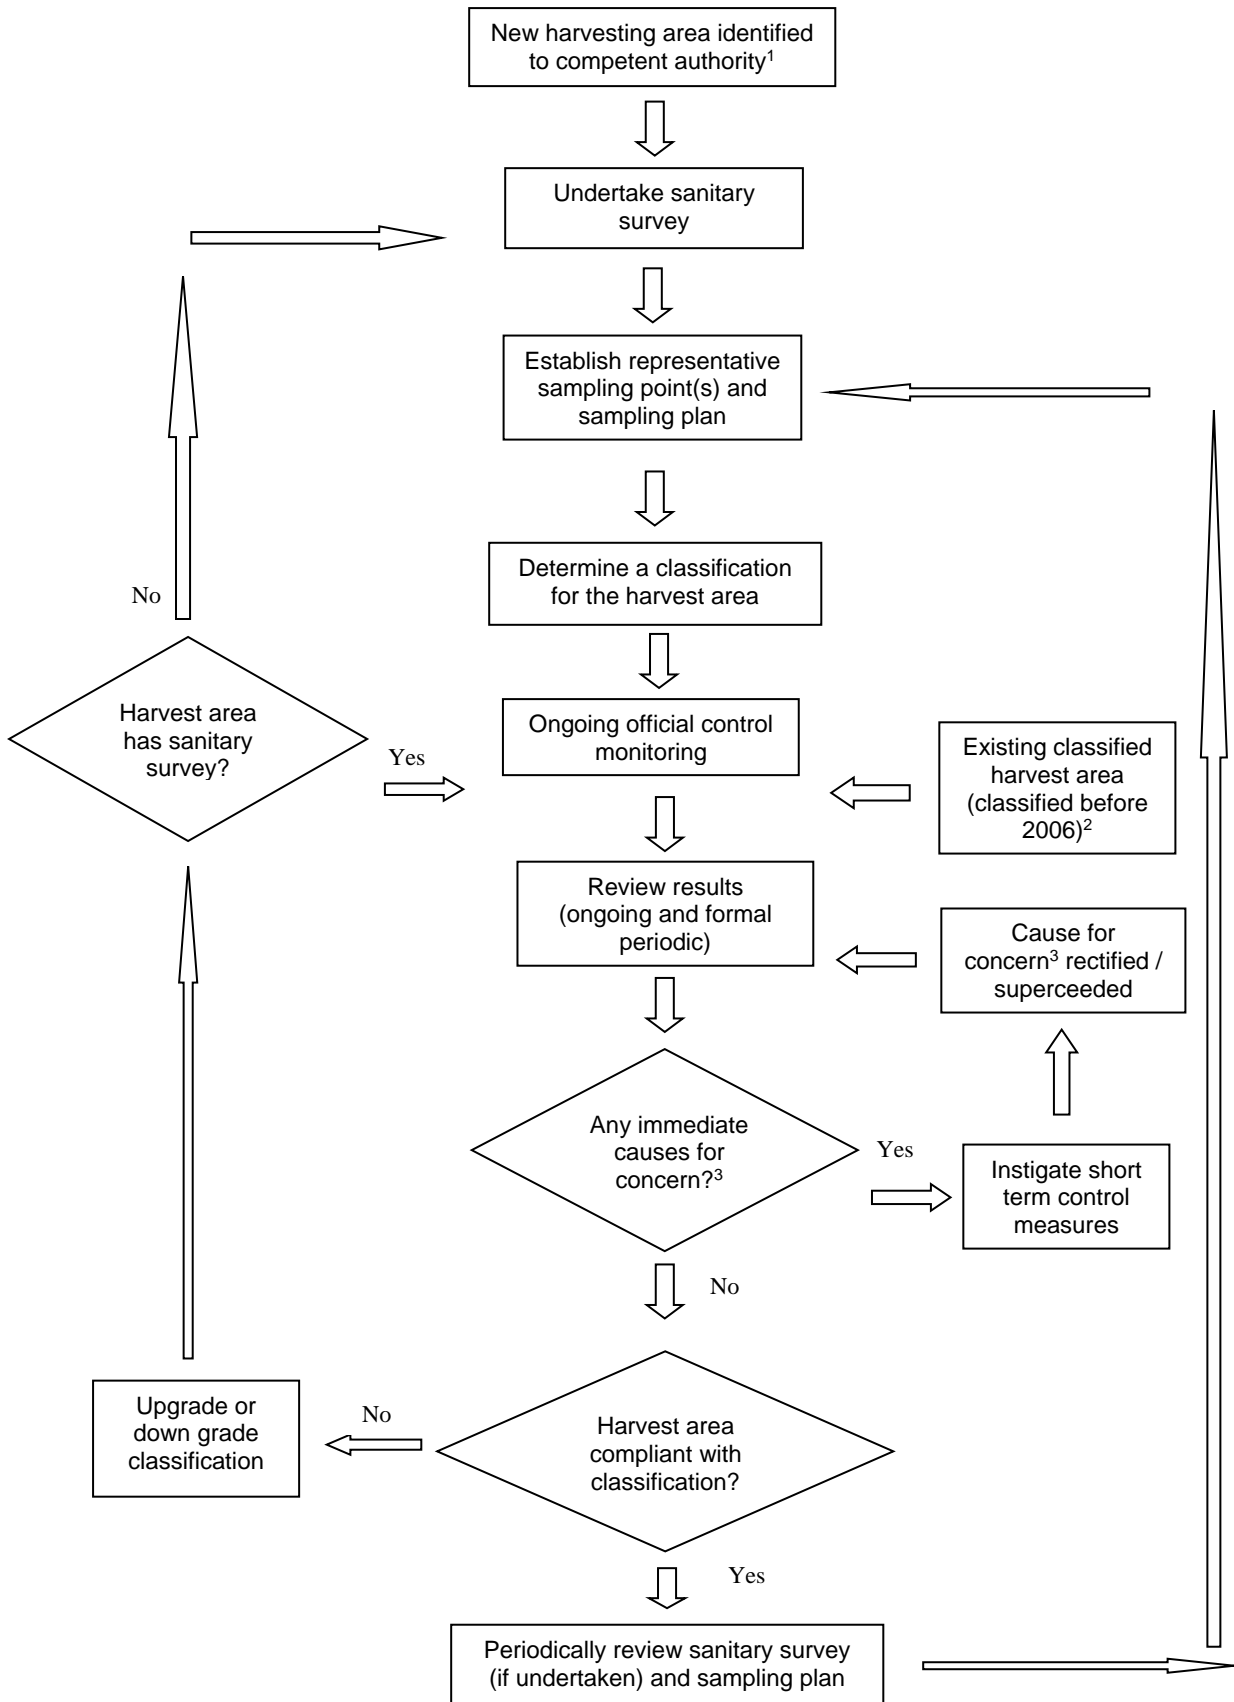 New harvesting area identified
to competent authority¹
Undertake sanitary
survey
Establish representative
sampling point(s) and
sampling plan
Determine a classification
for the harvest area
No
Harvest area
has sanitary
survey?
Yes
Ongoing official control
monitoring
Existing classified
harvest area
(classified before
2006)²
Review results
(ongoing and formal
periodic)
Cause for
concern³ rectified /
superceeded
Any immediate
causes for
concern?³
Yes
Instigate short
term control
measures
No
Upgrade or
down grade
classification
No
Harvest area
compliant with
classification?
Yes
Periodically review sanitary survey
(if undertaken) and sampling plan